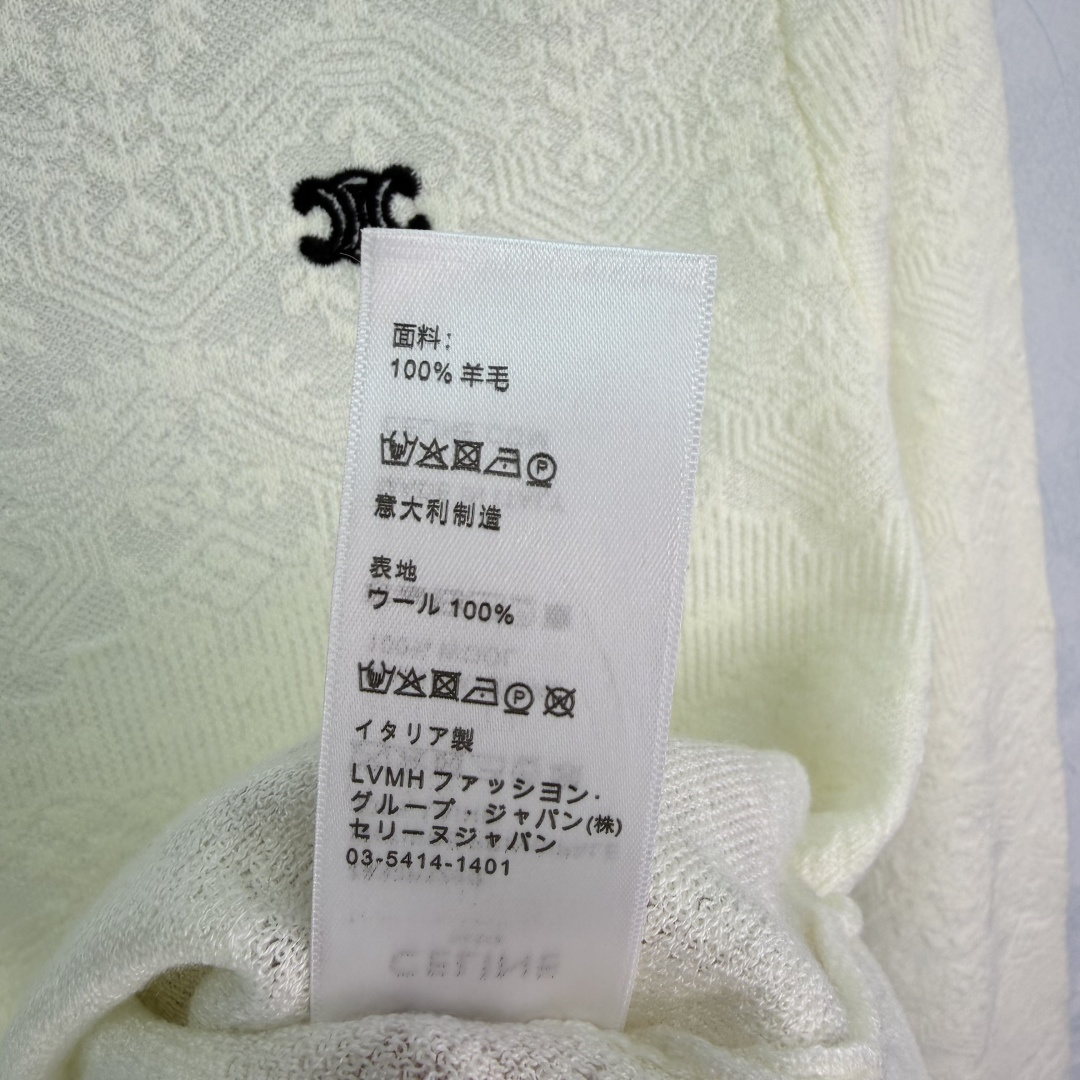 面料:
100% 羊毛
P
意大利制造
表地
ウール 100%
P
イタリア製
LVMH ファッシヨン・
グループ・ジャパン(株)
セリーヌジャパン
03-5414-1401
CELINE